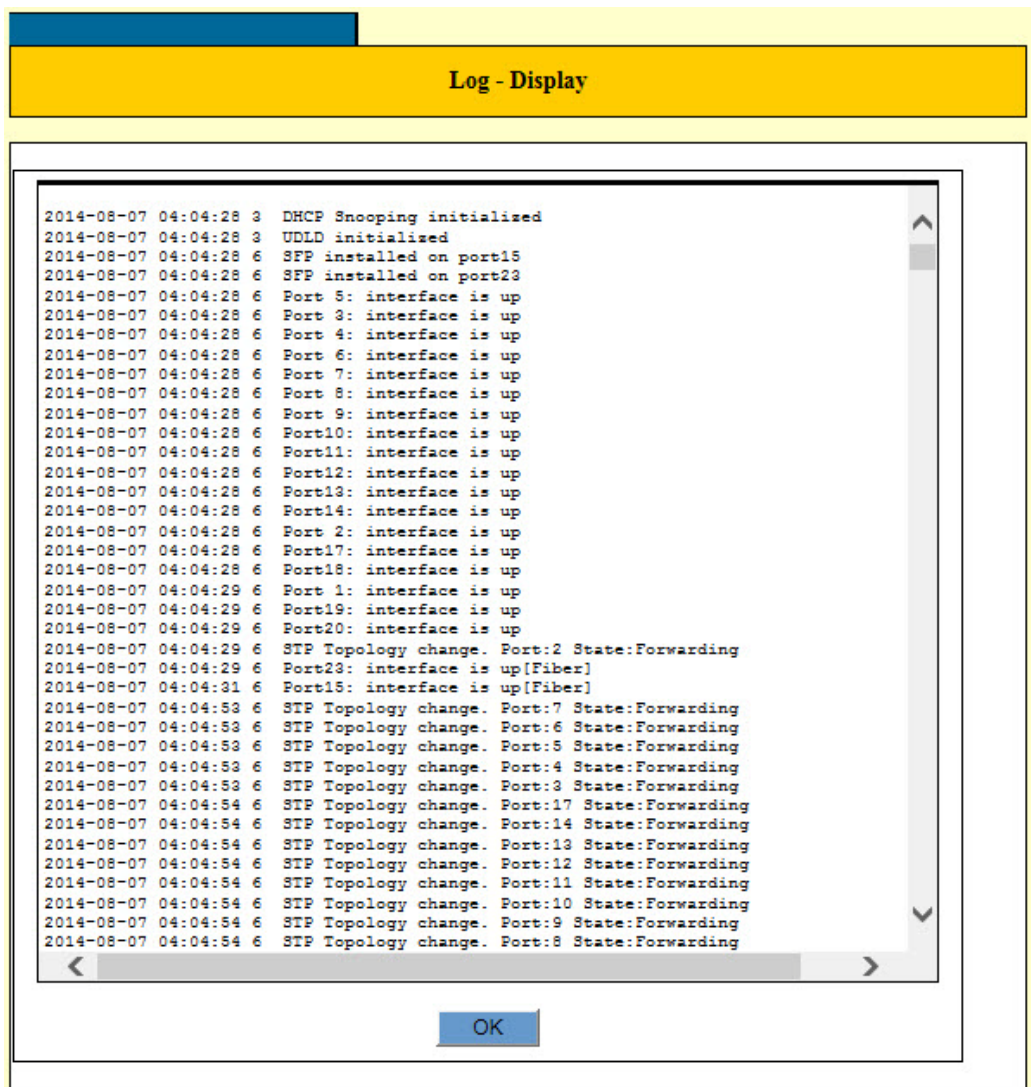 Log - Display
2014-08-07 04:04:28 3 DHCP Snooping initialized
2014-08-07 04:04:28 3 UDLD initialized
2014-08-07 04:04:28 6 SFP installed on port15
2014-08-07 04:04:28 6 SFP installed on port23
2014-08-07 04:04:28 6 Port 5: interface is up
2014-08-07 04:04:28 6 Port 3: interface is up
2014-08-07 04:04:28 6 Port 4: interface is up
2014-08-07 04:04:28 6 Port 6: interface is up
2014-08-07 04:04:28 6 Port 7: interface is up
2014-08-07 04:04:28 6 Port 8: interface is up
2014-08-07 04:04:28 6 Port 9: interface is up
2014-08-07 04:04:28 6 Port10: interface is up
2014-08-07 04:04:28 6 Port11: interface is up
2014-08-07 04:04:28 6 Port12: interface is up
2014-08-07 04:04:28 6 Port13: interface is up
2014-08-07 04:04:28 6 Port14: interface is up
2014-08-07 04:04:28 6 Port 2: interface is up
2014-08-07 04:04:28 6 Port17: interface is up
2014-08-07 04:04:28 6 Port18: interface is up
2014-08-07 04:04:29 6 Port 1: interface is up
2014-08-07 04:04:29 6 Port19: interface is up
2014-08-07 04:04:29 6 Port20: interface is up
2014-08-07 04:04:29 6 STP Topology change. Port:2 State:Forwarding
2014-08-07 04:04:29 6 Port23: interface is up[Fiber]
2014-08-07 04:04:31 6 Port15: interface is up[Fiber]
2014-08-07 04:04:53 6 STP Topology change. Port:7 State:Forwarding
2014-08-07 04:04:53 6 STP Topology change. Port:6 State:Forwarding
2014-08-07 04:04:53 6 STP Topology change. Port:5 State:Forwarding
2014-08-07 04:04:53 6 STP Topology change. Port:4 State:Forwarding
2014-08-07 04:04:53 6 STP Topology change. Port:3 State:Forwarding
2014-08-07 04:04:54 6 STP Topology change. Port:17 State:Forwarding
2014-08-07 04:04:54 6 STP Topology change. Port:14 State:Forwarding
2014-08-07 04:04:54 6 STP Topology change. Port:13 State:Forwarding
2014-08-07 04:04:54 6 STP Topology change. Port:12 State:Forwarding
2014-08-07 04:04:54 6 STP Topology change. Port:11 State:Forwarding
2014-08-07 04:04:54 6 STP Topology change. Port:10 State:Forwarding
2014-08-07 04:04:54 6 STP Topology change. Port:9 State:Forwarding
2014-08-07 04:04:54 6 STP Topology change. Port:8 State:Forwarding
OK